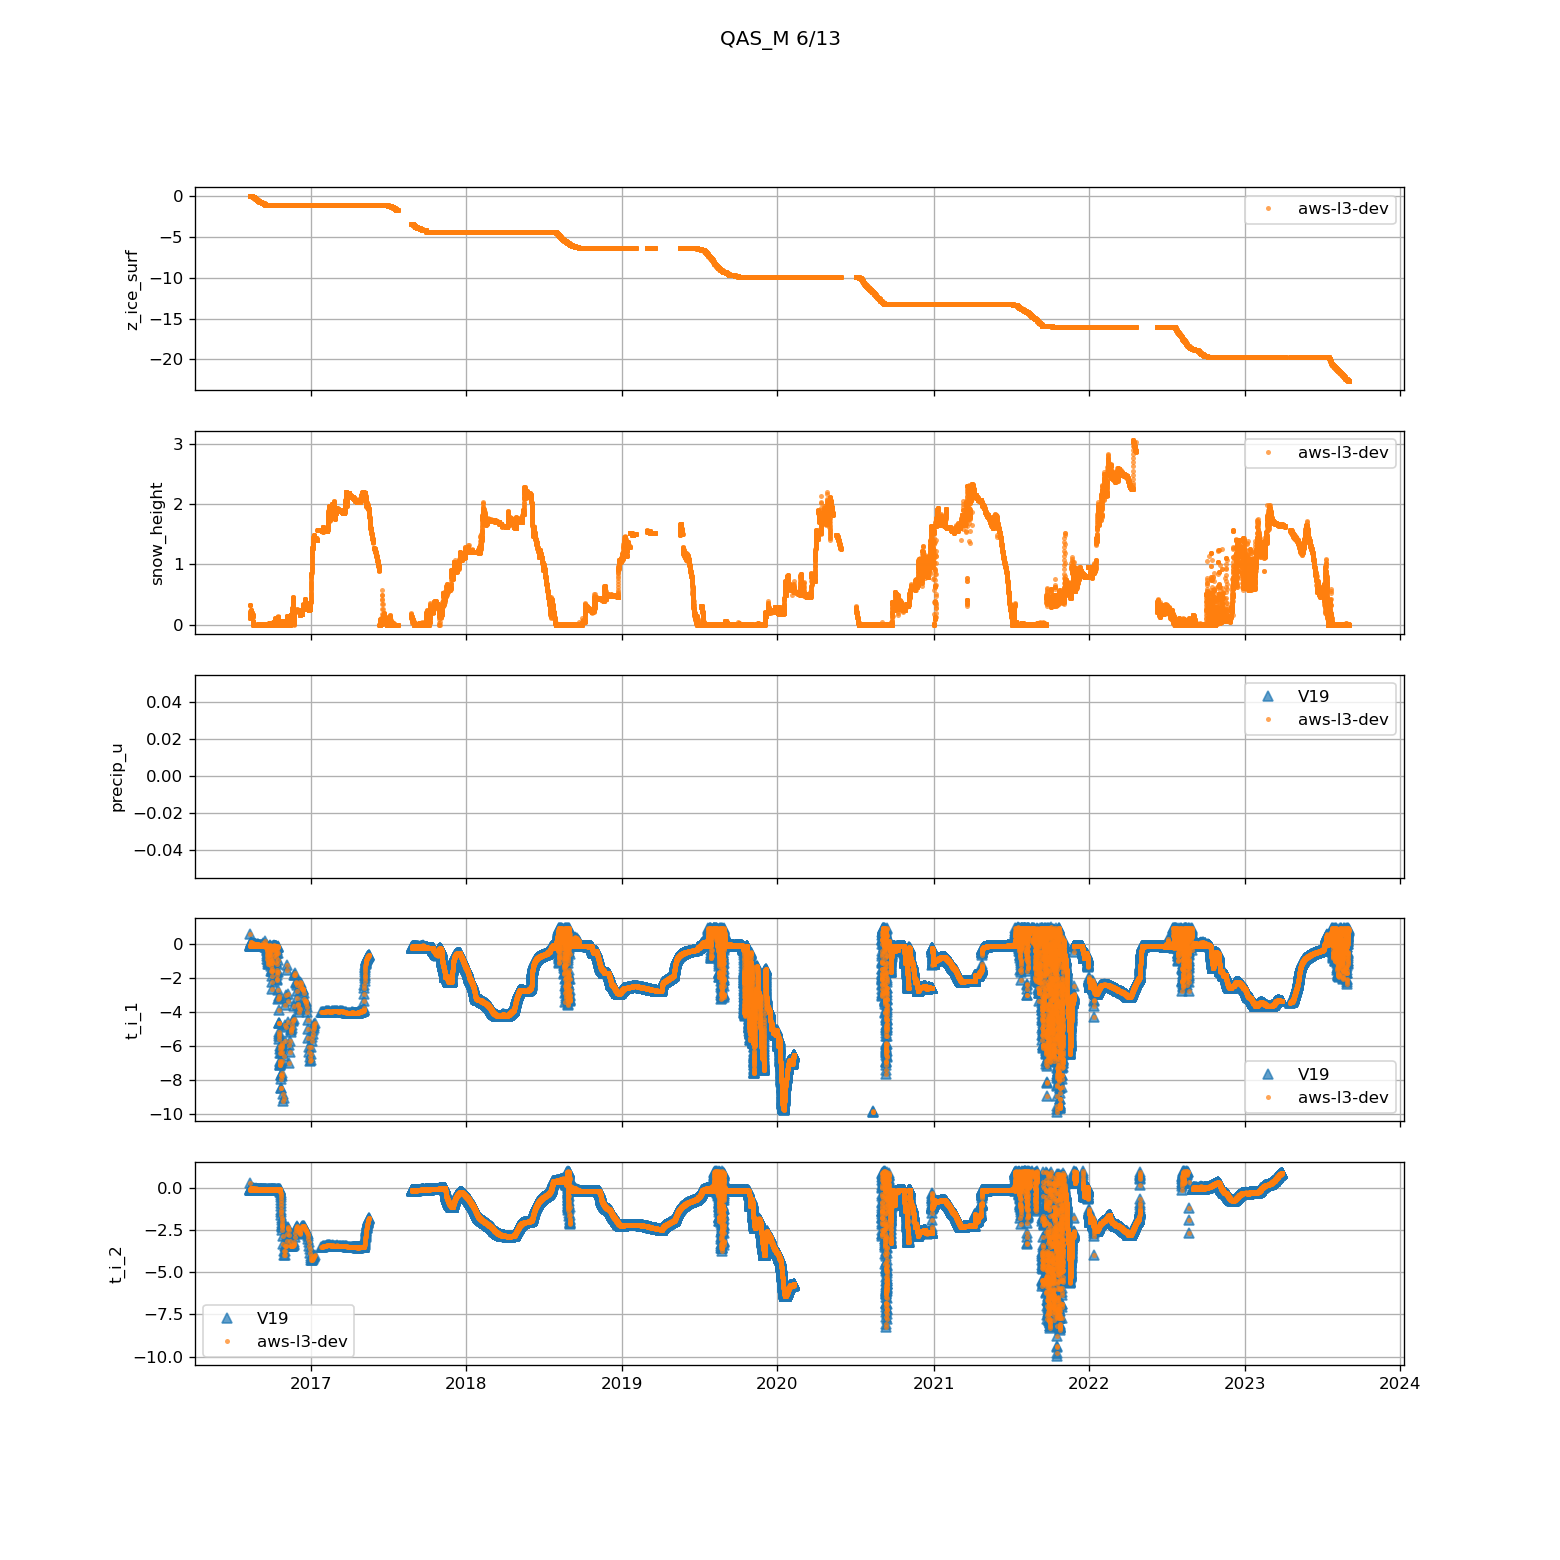 QAS_M 6/13
z_ice_surf
0
−5
−10
−15
−20
aws-l3-dev
snow_height
3
2
1
0
aws-l3-dev
precip_u
0.04
0.02
0.00
−0.02
−0.04
V19
aws-l3-dev
t_i_1
0
−2
−4
−6
−8
−10
V19
aws-l3-dev
t_i_2
0.0
−2.5
−5.0
−7.5
−10.0
V19
aws-l3-dev
2017 2018 2019 2020 2021 2022 2023 2024